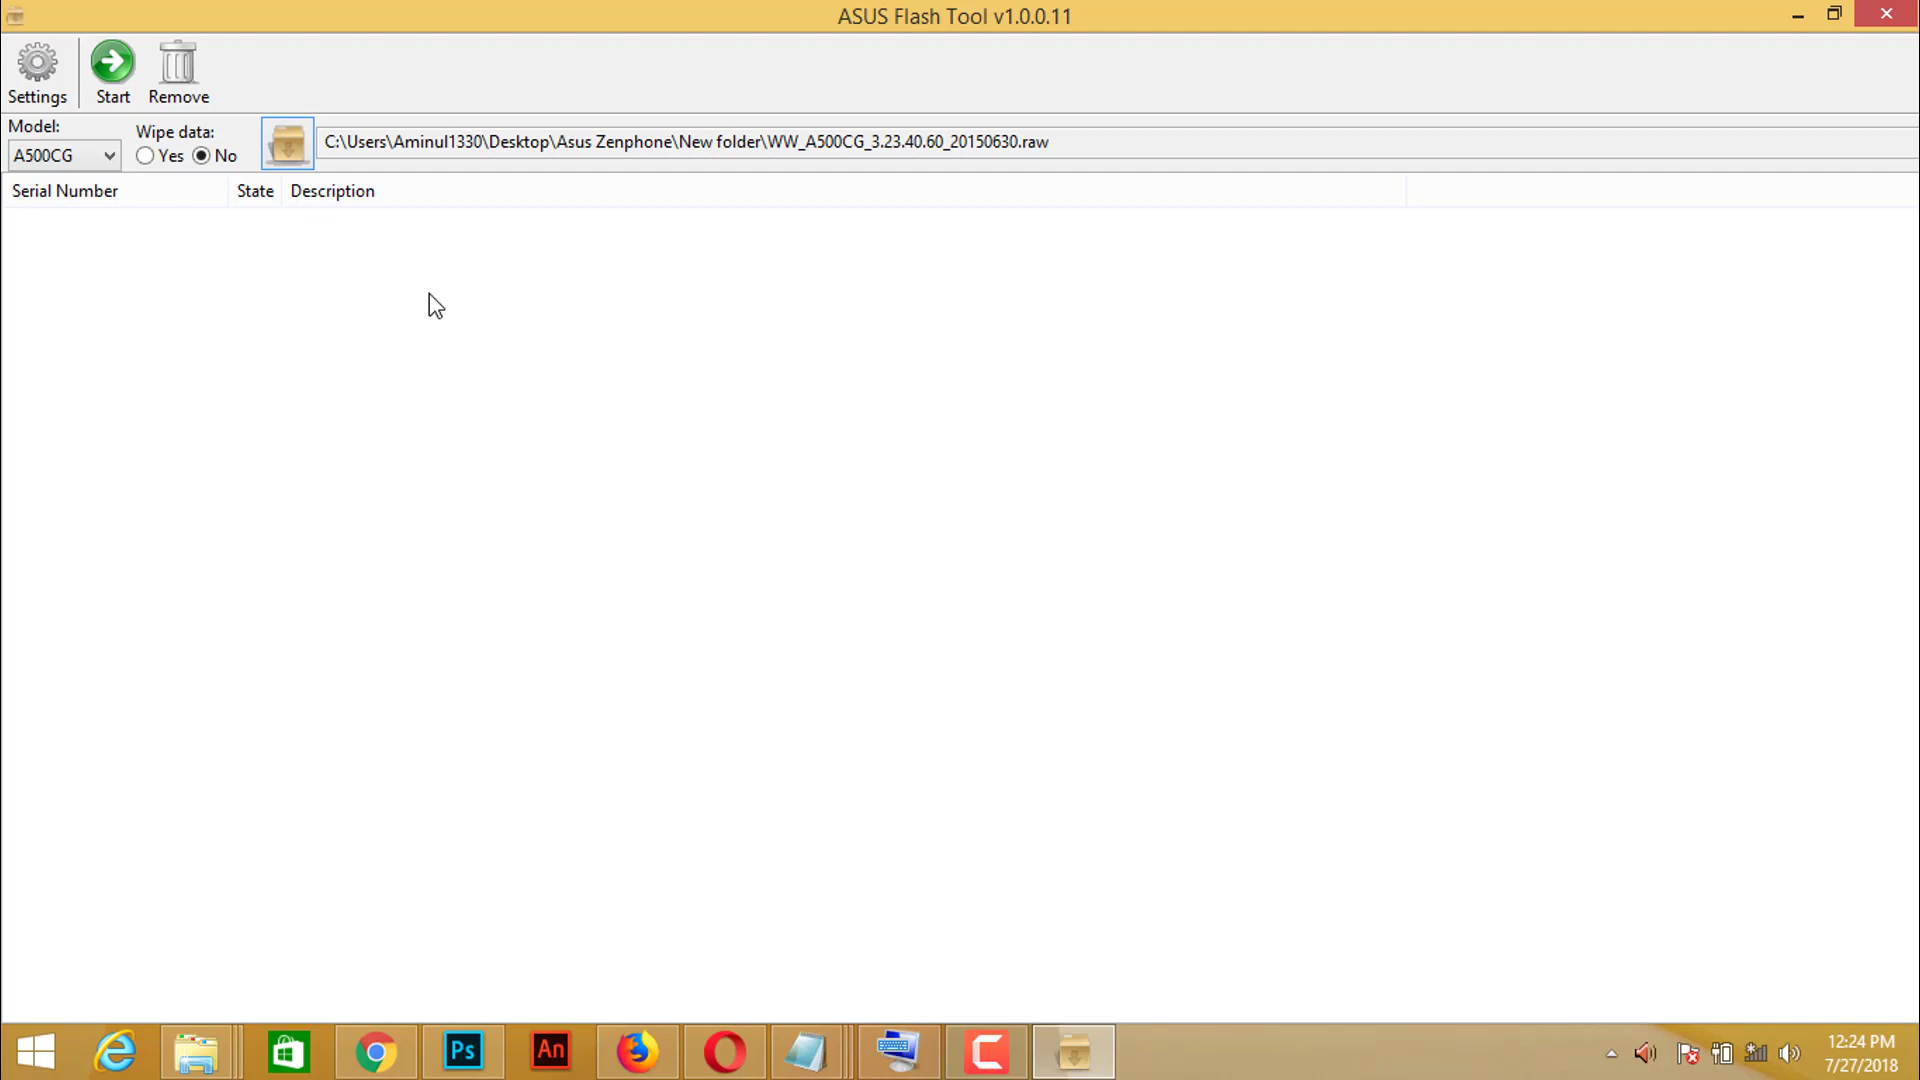 ASUS Flash Tool v1.0.0.11
Settings
Start
Remove
Model:
A500CG
Wipe data:
Yes No
C:\Users\Aminul1330\Desktop\Asus Zenphone\New folder\WW_A500CG_3.23.40.60_20150630.raw
Serial Number
State
Description
Ps
An
12:24 PM
7/27/2018